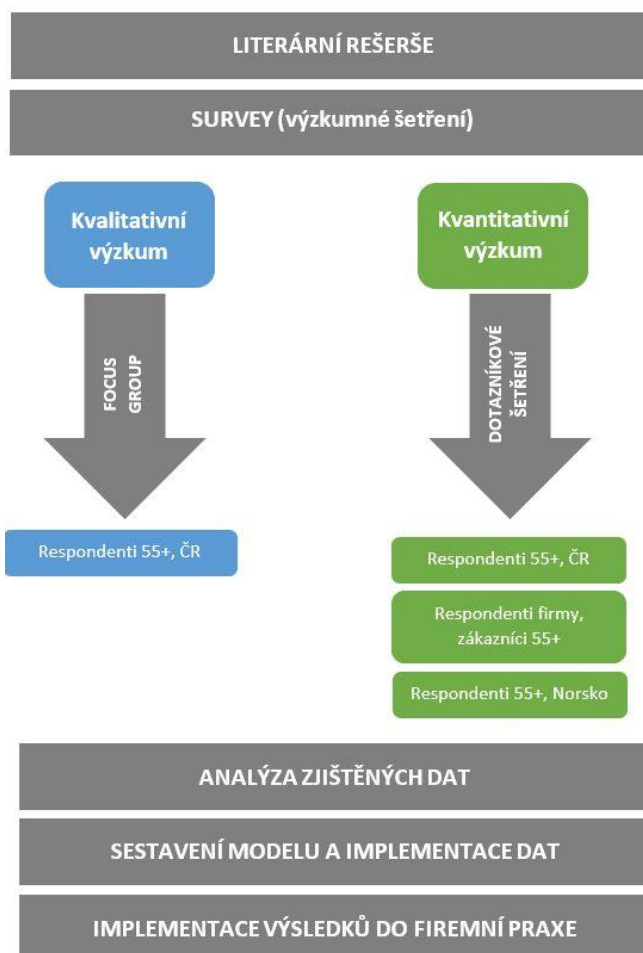 LITERÁRNÍ REŠERŠE
SURVEY (výzkumné šetření)
Kvalitativní
výzkum
Kvantitativní
výzkum
FOCUS
GROUP
DOTAZNÍKOVÉ
ŠETŘENÍ
Respondenti 55+, ČR
Respondenti 55+, ČR
Respondenti firmy,
zákazníci 55+
Respondenti 55+, Norsko
ANALÝZA ZJIŠTĚNÝCH DAT
SESTAVENÍ MODELU A IMPLEMENTACE DAT
IMPLEMENTACE VÝSLEDKŮ DO FIREMNÍ PRAXE